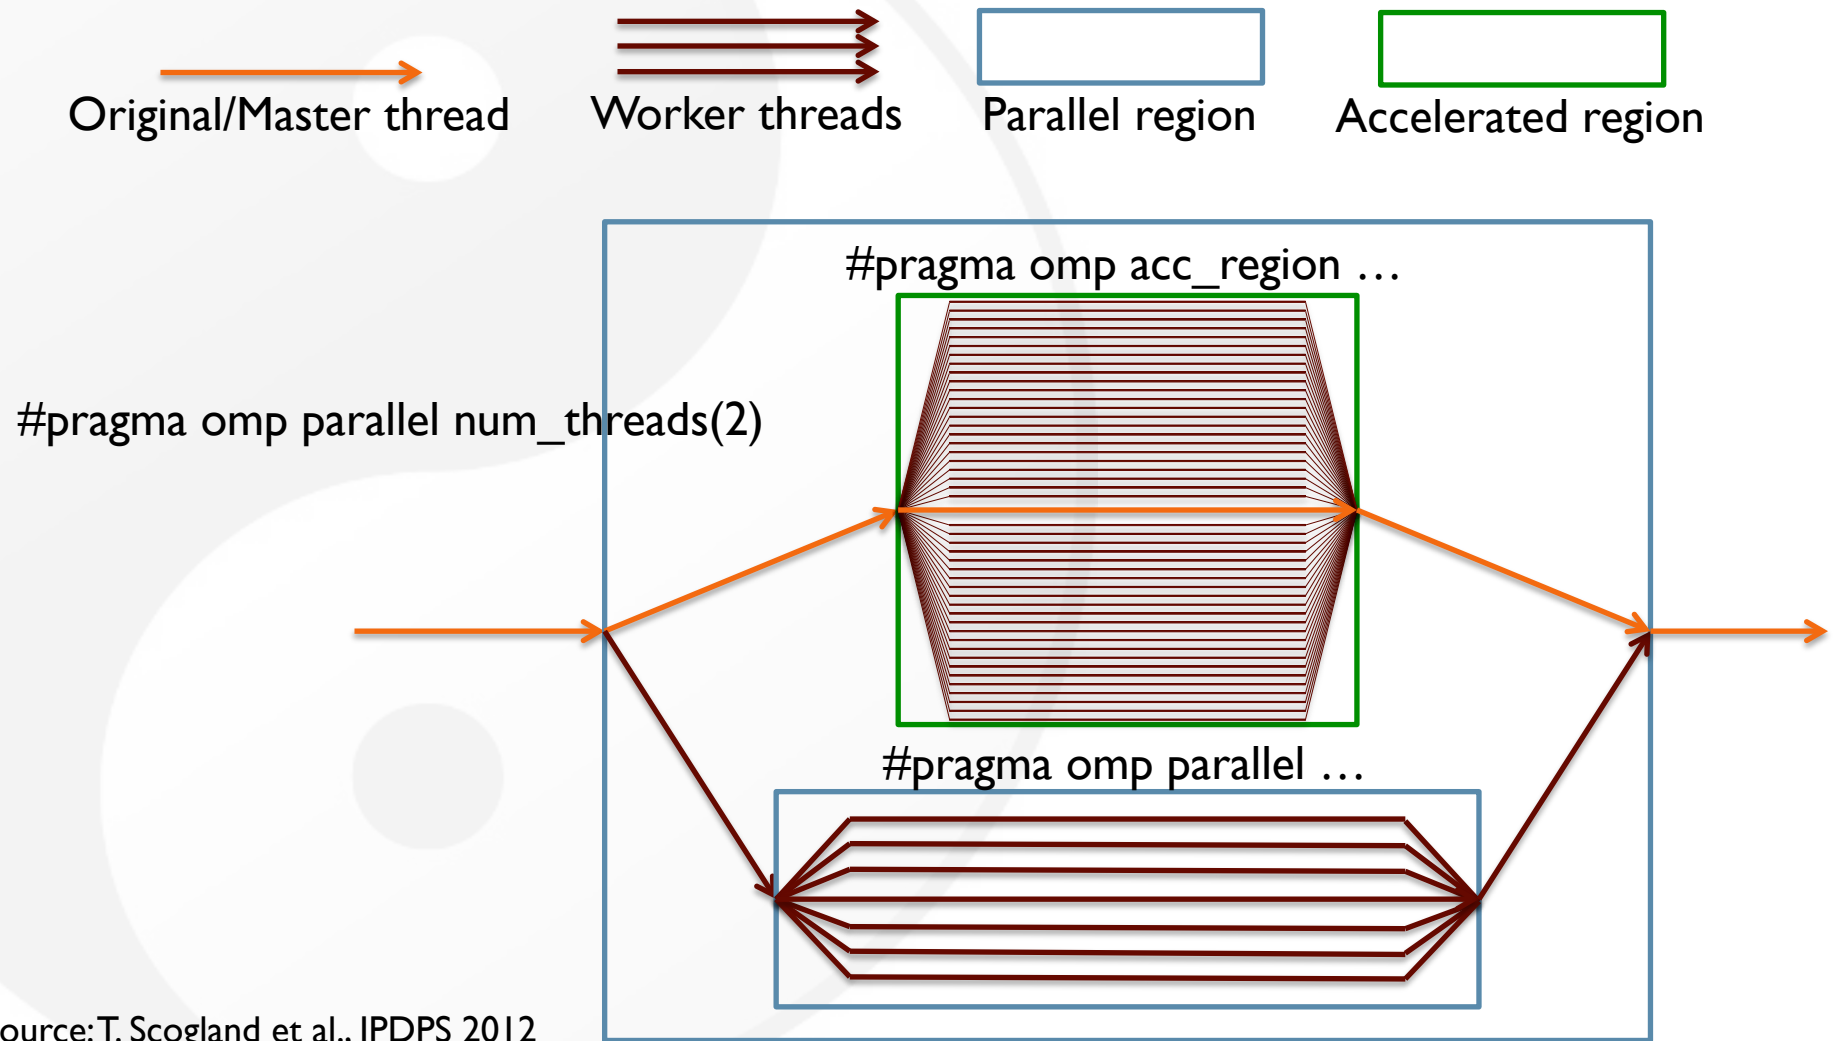 Original/Master thread
Worker threads
Parallel region
Accelerated region
#pragma omp acc_region …
#pragma omp parallel num_threads(2)
#pragma omp parallel …
ource: T. Scogland et al., IPDPS 2012